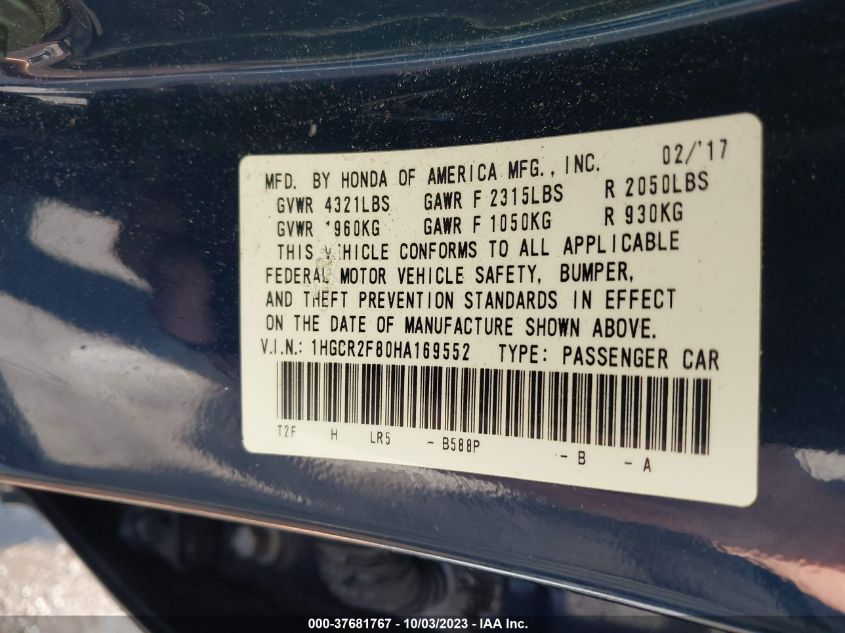 02/'17
MFD. BY HONDA OF AMERICA MFG., INC.
GVWR 4321LBS GAWR F 2315LBS R 2050LBS
GVWR 1960KG GAWR F 1050KG R 930KG
THIS VEHICLE CONFORMS TO ALL APPLICABLE
FEDERAL MOTOR VEHICLE SAFETY, BUMPER,
AND THEFT PREVENTION STANDARDS IN EFFECT
ON THE DATE OF MANUFACTURE SHOWN ABOVE.
V.I.N.: 1HGCR2F80HA169552 TYPE: PASSENGER CAR
T2F H LR5 - B588P - B - A
000-37681767 - 10/03/2023 - IAA Inc.